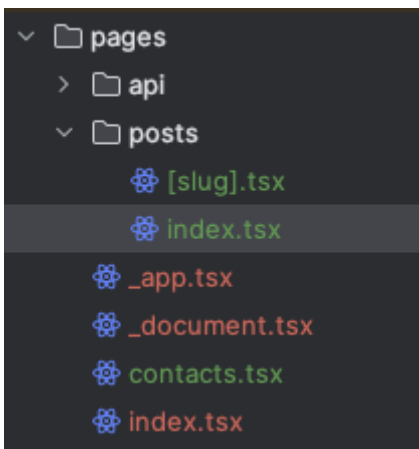 pages
api
posts
[slug].tsx
index.tsx
_app.tsx
_document.tsx
contacts.tsx
index.tsx